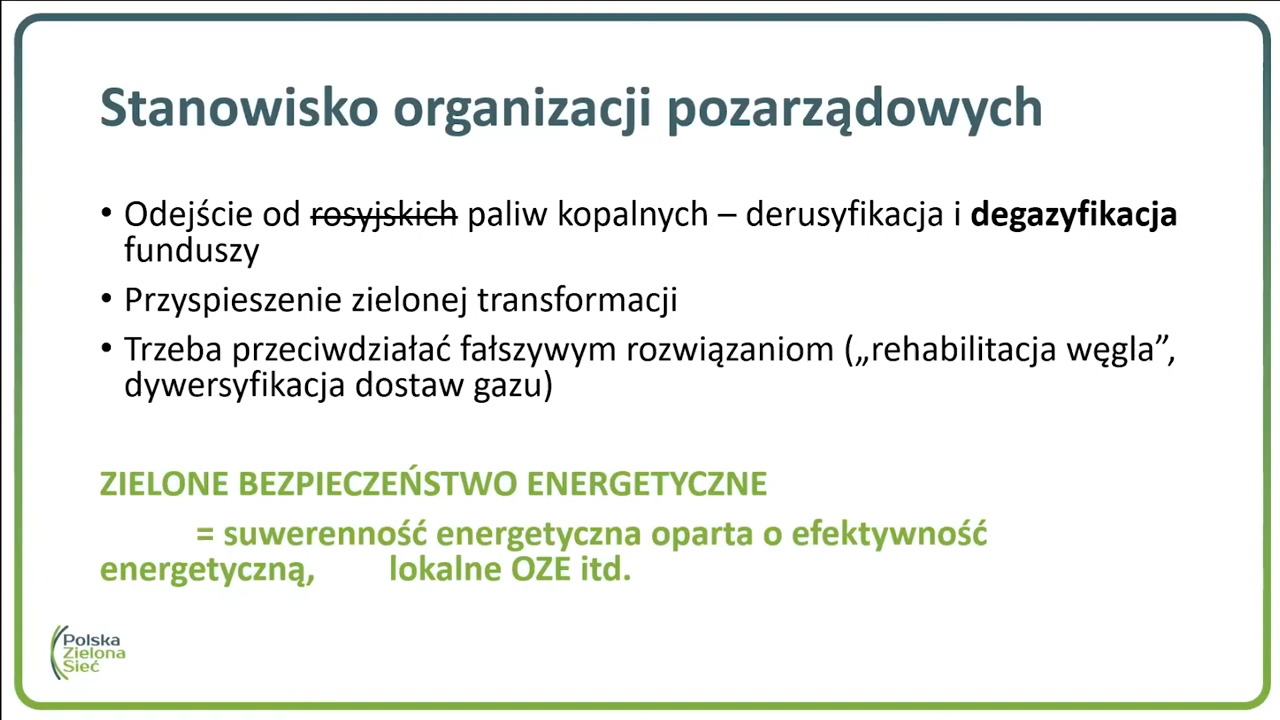 Stanowisko organizacji pozarządowych
• Odejście od rosyjskich paliw kopalnych – derusyfikacja i degazyfikacja
funduszy
• Przyspieszenie zielonej transformacji
• Trzeba przeciwdziałać fałszywym rozwiązaniom („rehabilitacja węgla”,
dywersyfikacja dostaw gazu)
ZIELONE BEZPIECZEŃSTWO ENERGETYCZNE
= suwerenność energetyczna oparta o efektywność
energetyczną, lokalne OZE itd.
Polska
Zielona
Sieć